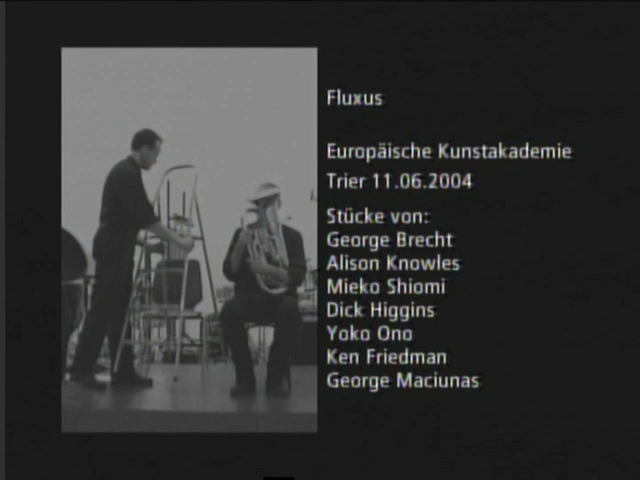 Fluxus
Europäische Kunstakademie
Trier 11.06.2004
Stücke von:
George Brecht
Alison Knowles
Mieko Shiomi
Dick Higgins
Yoko Ono
Ken Friedman
George Maciunas